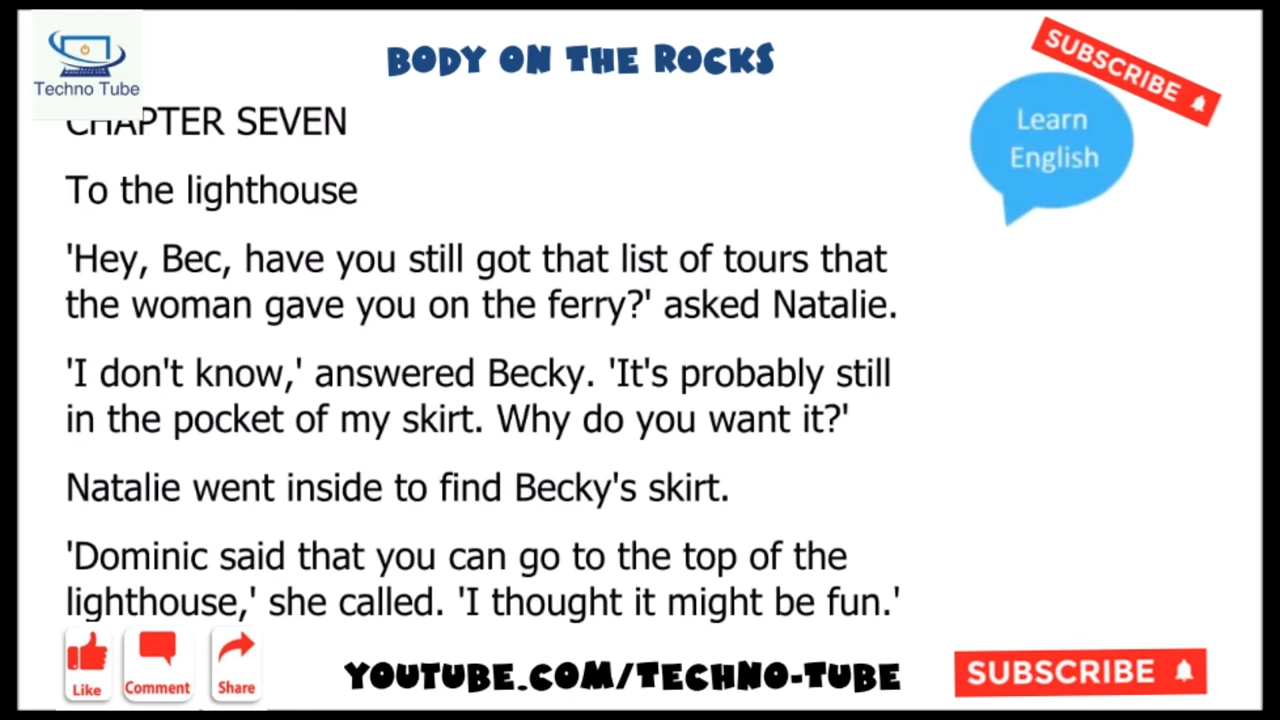 BODY ON THE ROCKS
SUBSCRIBE
Techno Tube
Learn
English
CHAPTER SEVEN
To the lighthouse
'Hey, Bec, have you still got that list of tours that
the woman gave you on the ferry?' asked Natalie.
'I don't know,' answered Becky. 'It's probably still
in the pocket of my skirt. Why do you want it?'
Natalie went inside to find Becky's skirt.
'Dominic said that you can go to the top of the
lighthouse,' she called. 'I thought it might be fun.'
Like
Comment
Share
YOUTUBE.COM/TECHNO-TUBE
SUBSCRIBE